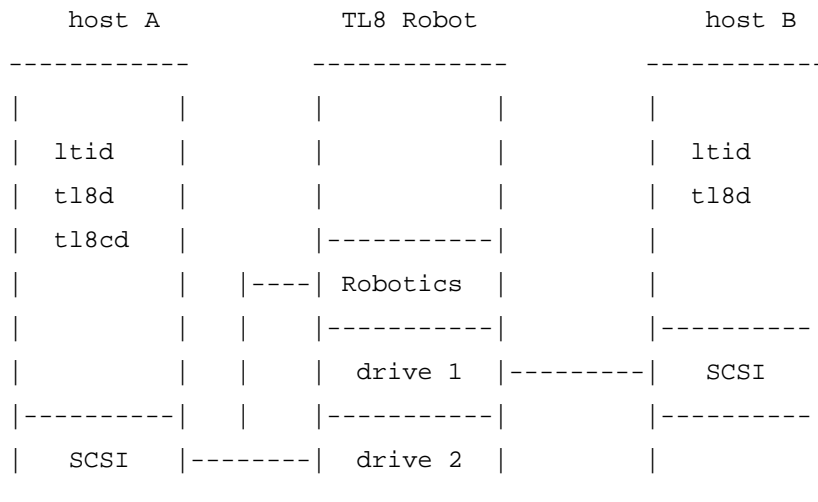 host A TL8 Robot host B
ltid ltid
tl8d tl8d
tl8cd
Robotics
drive 1 SCSI
SCSI drive 2